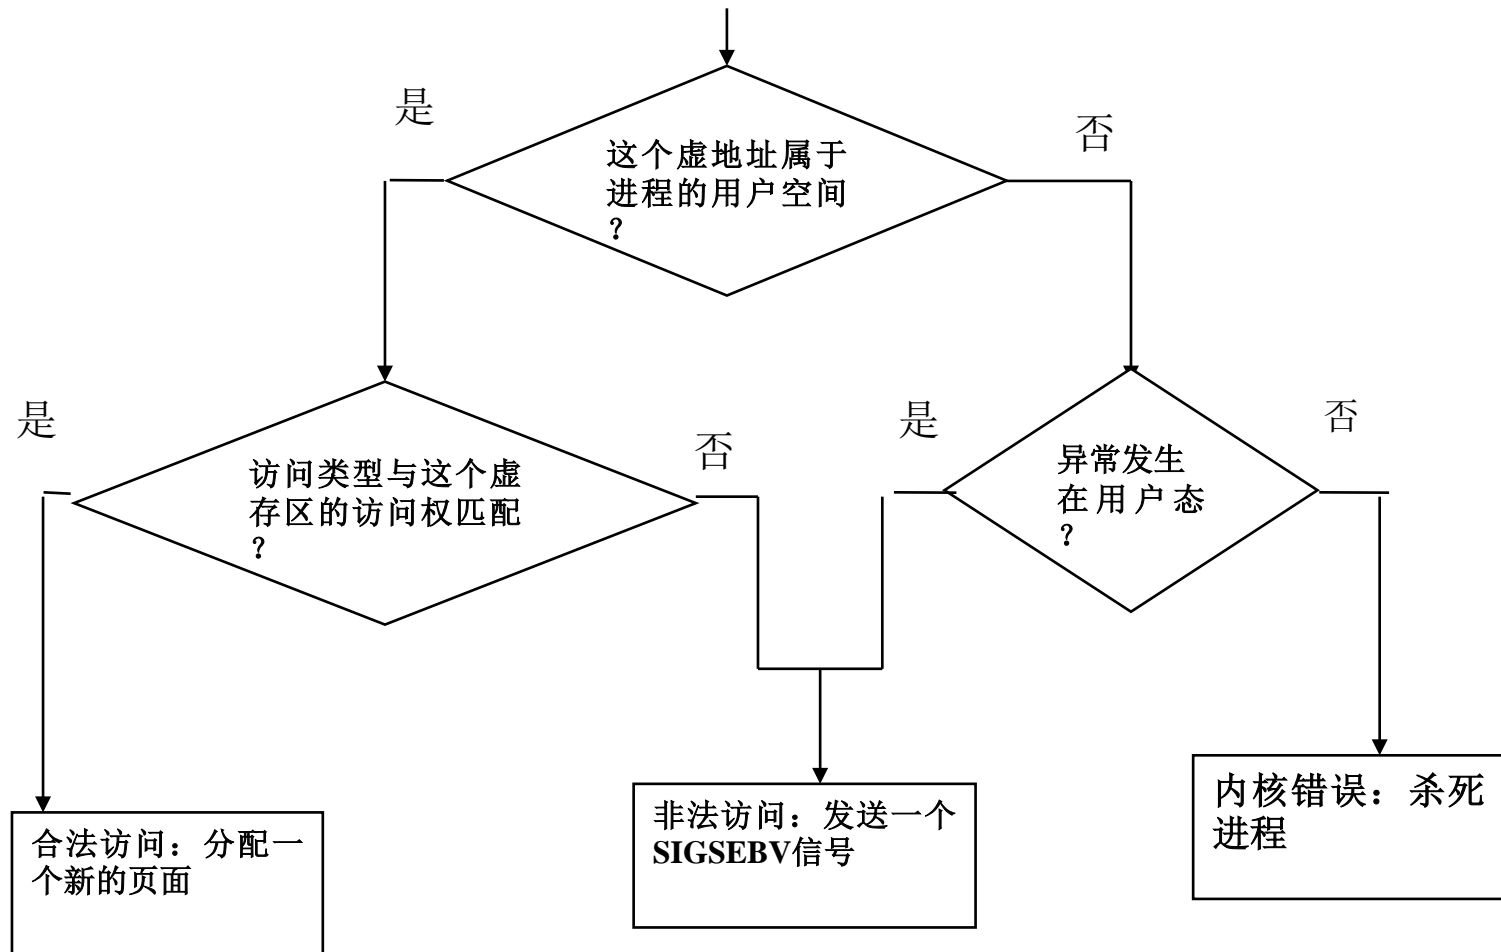 是
否
这个虚地址属于
进程的用户空间
？
是
否
是
否
访问类型与这个虚
存区的访问权匹配
？
异常发生
在用户态
？
合法访问：分配一
个新的页面
非法访问：发送一个
SIGSEBV信号
内核错误：杀死
进程